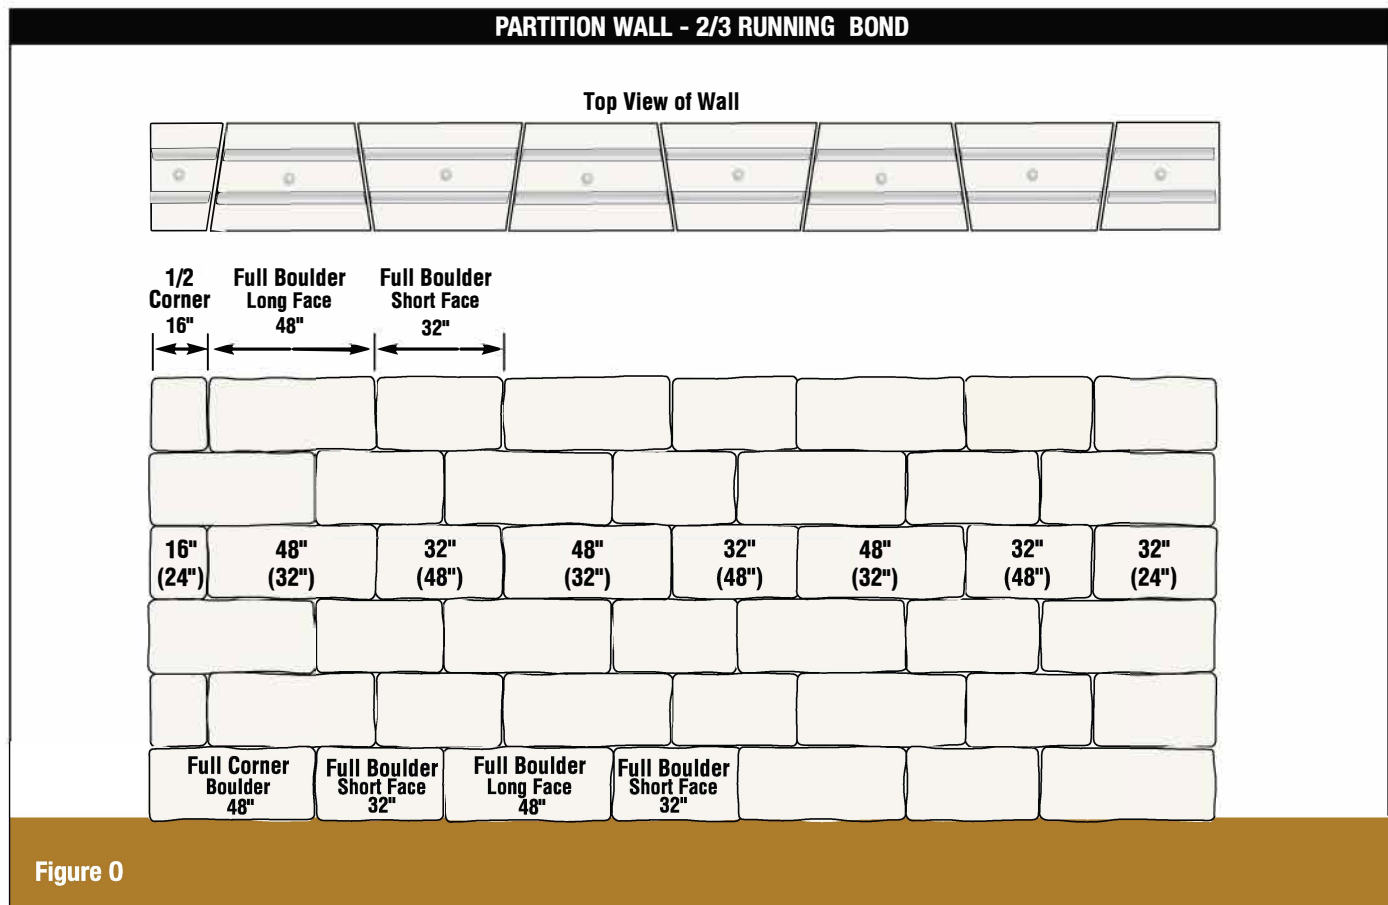 PARTITION WALL - 2/3 RUNNING BOND
Top View of Wall
1/2
Corner
16"
Full Boulder
Long Face
48"
Full Boulder
Short Face
32"
16"
(24")
48"
(32")
32"
(48")
48"
(32")
32"
(48")
48"
(32")
32"
(48")
32"
(24")
Full Corner
Boulder
48"
Full Boulder
Short Face
32"
Full Boulder
Long Face
48"
Full Boulder
Short Face
32"
Figure O